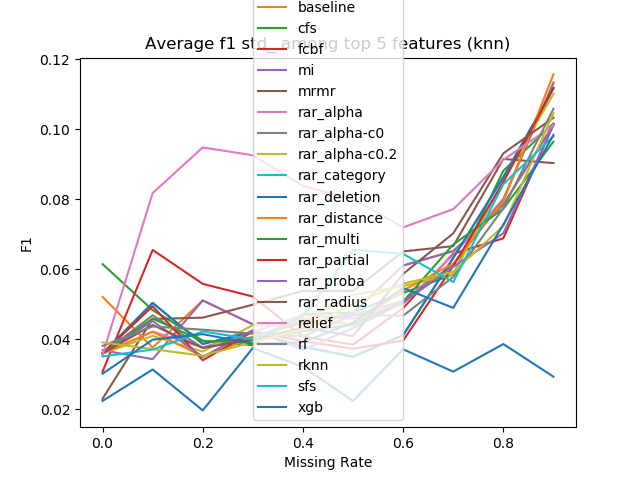 baseline
Average f1 std_ among top 5 features (knn)
cfs
fcbf
mi
mrmr
rar_alpha
rar_alpha-c0
rar_alpha-c0.2
rar_category
rar_deletion
rar_distance
rar_multi
rar_partial
rar_proba
rar_radius
relief
rf
rknn
sfs
xgb
F1
0.12
0.10
0.08
0.06
0.04
0.02
0.0 0.2 0.4 0.6 0.8
Missing Rate